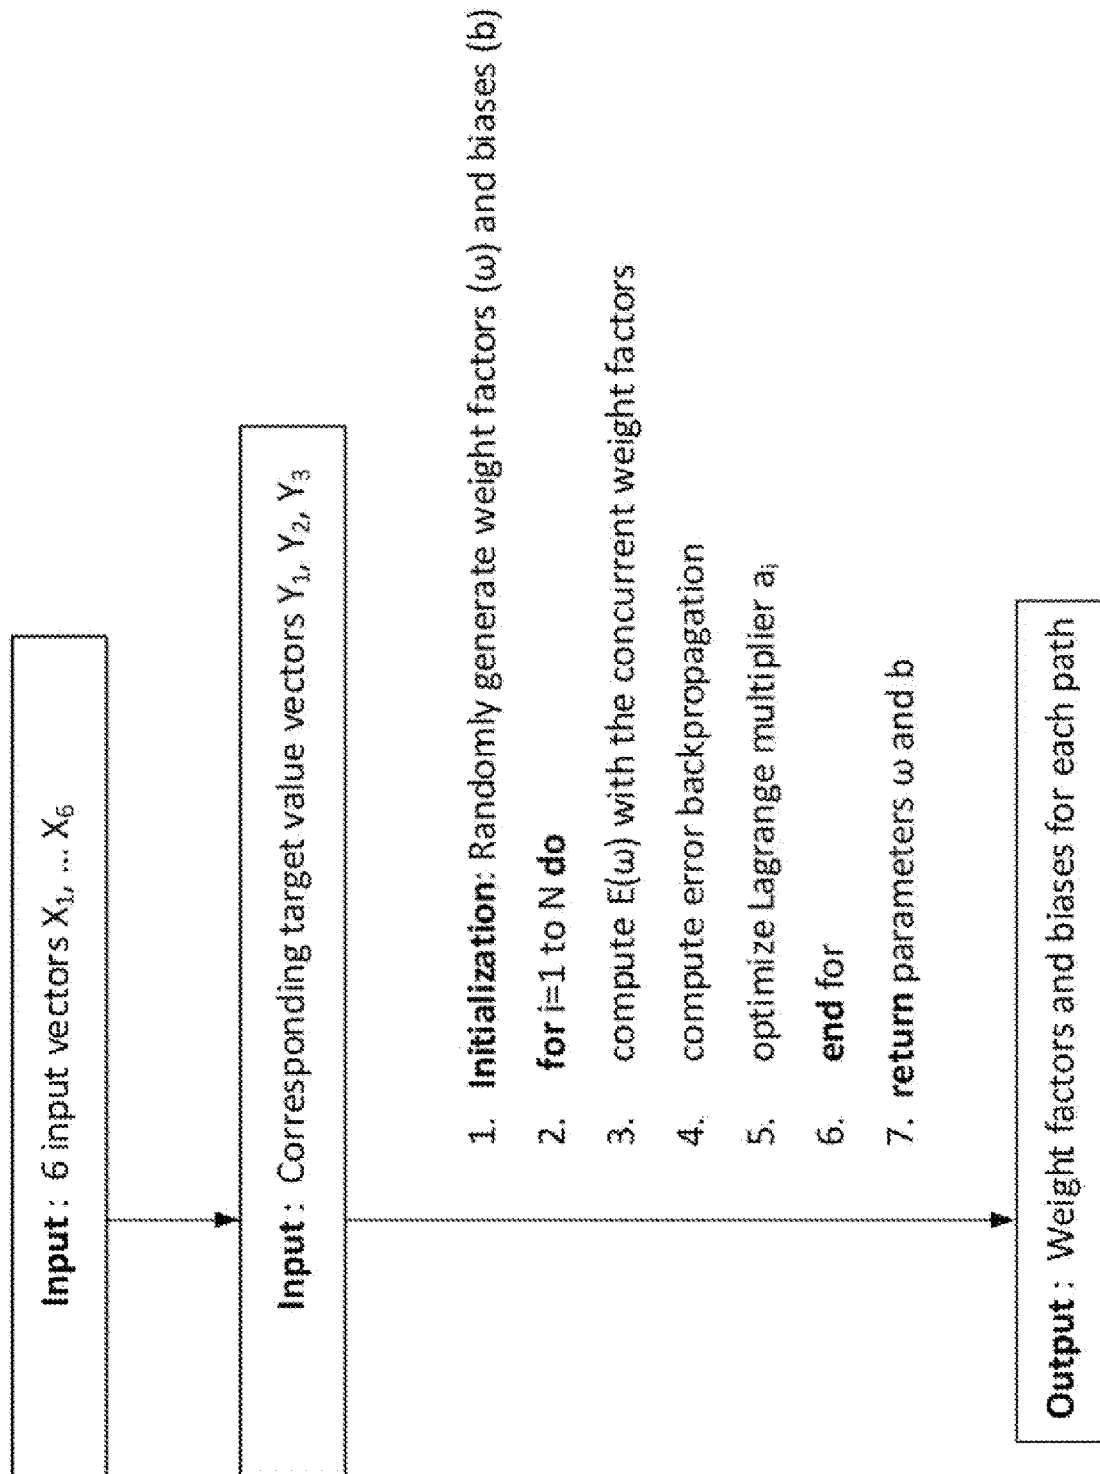 Input : 6 input vectors X₁, ... X₆
Input : Corresponding target value vectors Y₁, Y₂, Y₃
1. Initialization: Randomly generate weight factors (ω) and biases (b)
2. for i=1 to N do
3. compute E(ω) with the concurrent weight factors
4. compute error backpropagation
5. optimize Lagrange multiplier aᵢ
6. end for
7. return parameters ω and b
Output : Weight factors and biases for each path